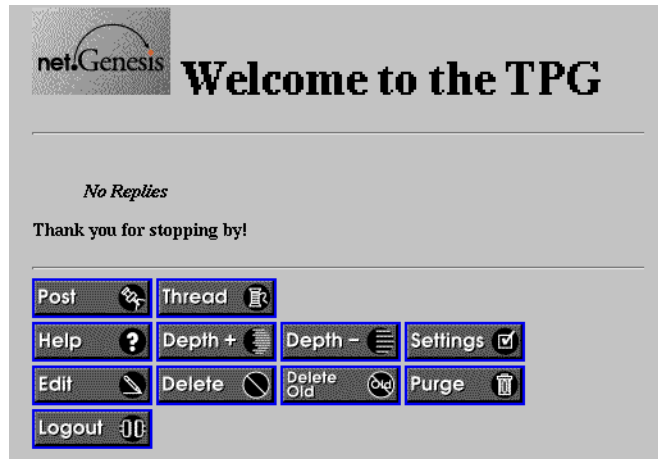 net.Genesis
Welcome to the TPG
No Replies
Thank you for stopping by!
Post Thread
Help ? Depth + Depth - Settings
Edit Delete Delete Old Old Purge
Logout